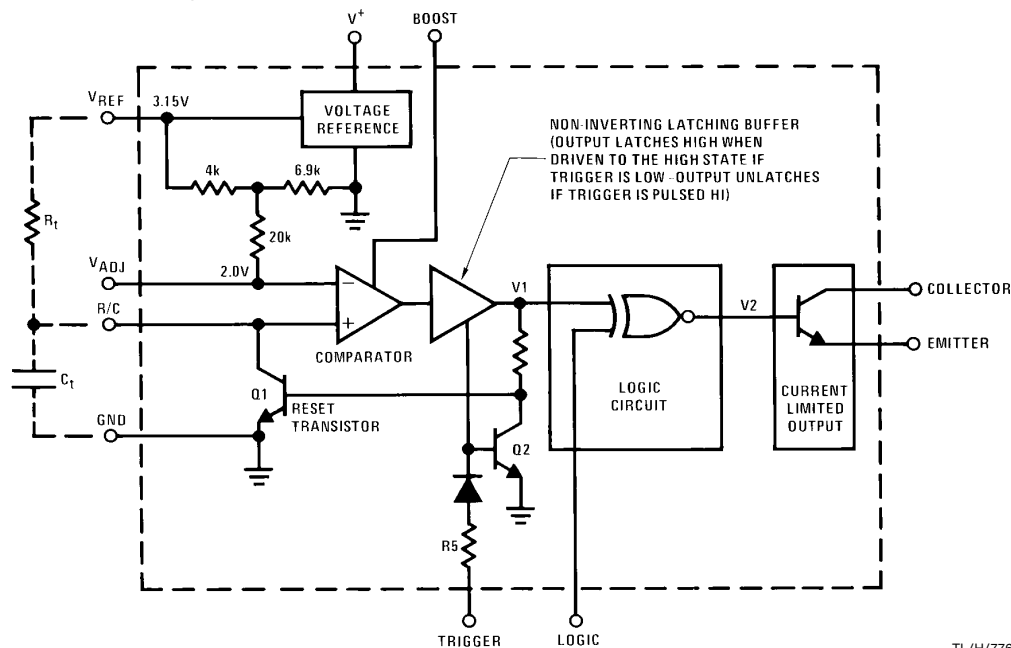 V+
BOOST
VREF
3.15V
VOLTAGE
REFERENCE
NON-INVERTING LATCHING BUFFER
(OUTPUT LATCHES HIGH WHEN
DRIVEN TO THE HIGH STATE IF
TRIGGER IS LOW-OUTPUT UNLATCHES
IF TRIGGER IS PULSED HI)
4k
6.9k
Rt
20k
VADJ
2.0V
R/C
−
+
COMPARATOR
V1
V2
COLLECTOR
EMITTER
Ct
Q1
RESET
TRANSISTOR
LOGIC
CIRCUIT
CURRENT
LIMITED
OUTPUT
GND
Q2
R5
TRIGGER
LOGIC